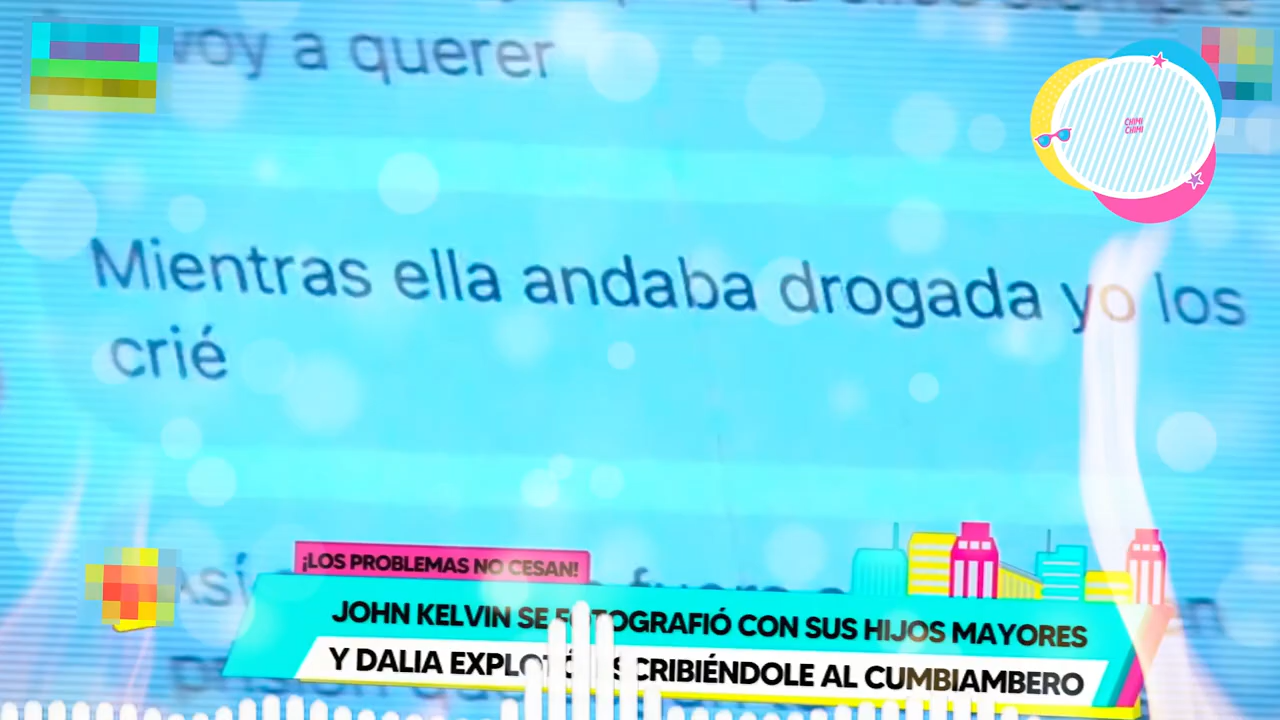 voy a querer
CHIMI
CHIMI
Mientras ella andaba drogada yo los
crié
¡LOS PROBLEMAS NO CESAN!
Así
JOHN KELVIN SE FOTOGRAFIÓ CON SUS HIJOS MAYORES
Y DALIA EXPLOTÓ ESCRIBIÉNDOLE AL CUMBIAMBERO